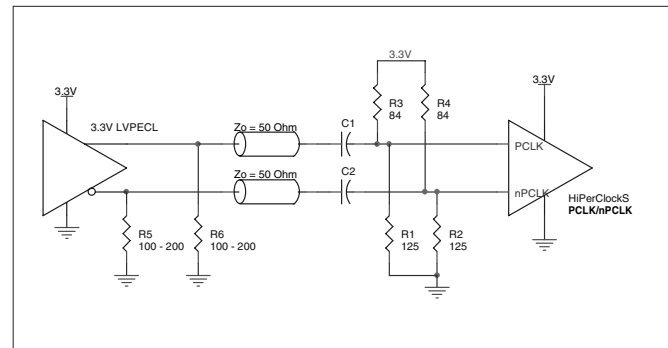 3.3V
3.3V LVPECL
R5
100 - 200
R6
100 - 200
Zo = 50 Ohm
Zo = 50 Ohm
C1
C2
3.3V
R3
84
R4
84
R1
125
R2
125
3.3V
PCLK
nPCLK
HiPerClockS
PCLK/nPCLK